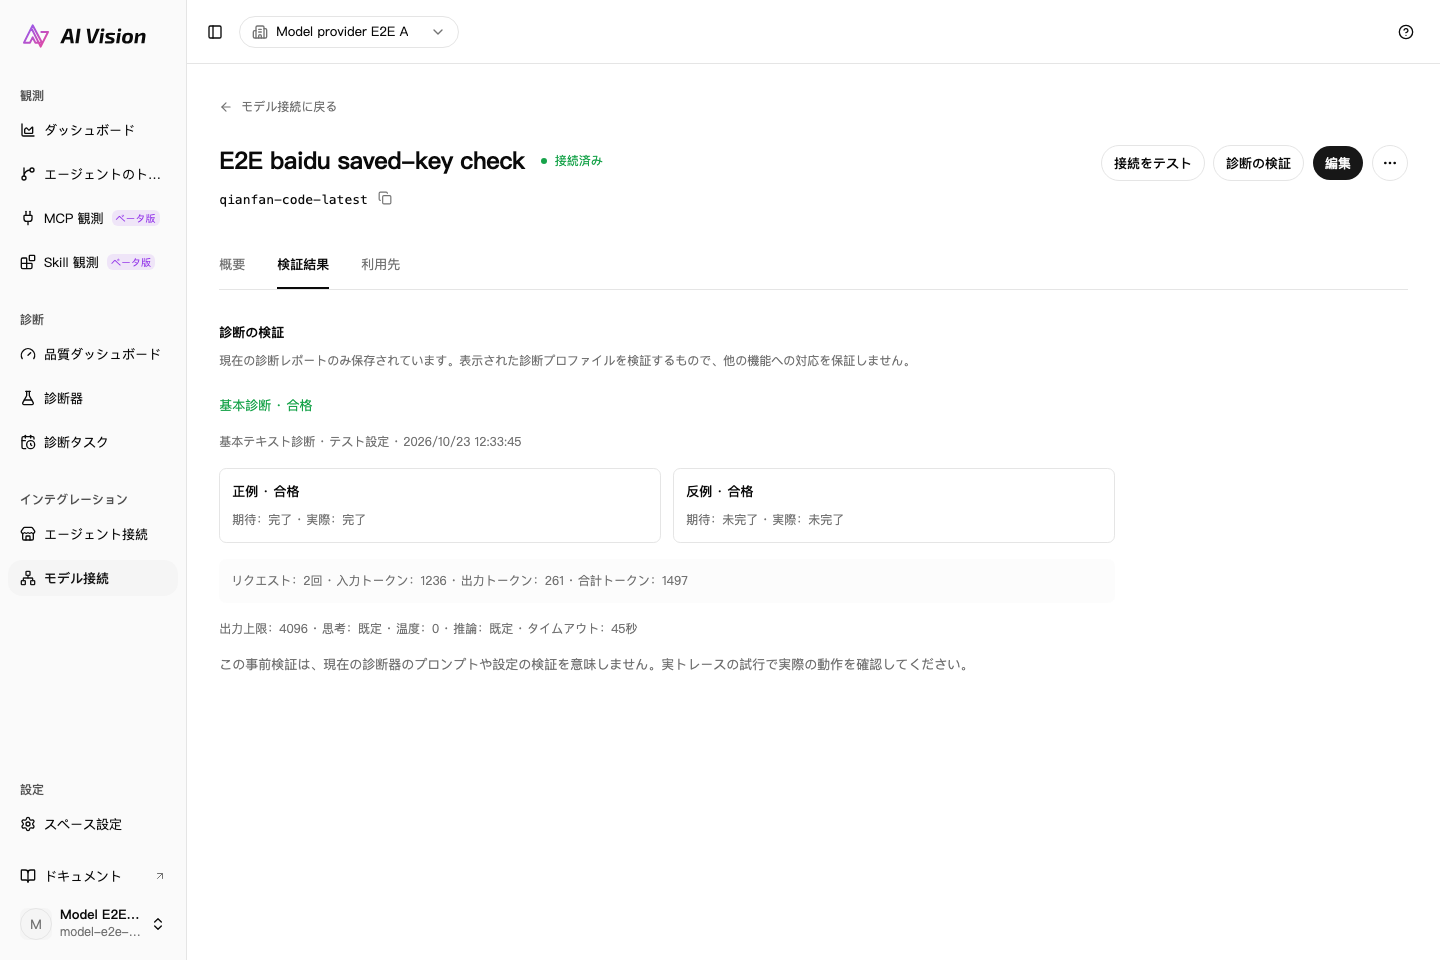 AI Vision
Model provider E2E A
観測
ダッシュボード
エージェントのト...
MCP 観測 ベータ版
Skill 観測 ベータ版
診断
品質ダッシュボード
診断器
診断タスク
インテグレーション
エージェント接続
モデル接続
設定
スペース設定
ドキュメント
M
Model E2E...
model-e2e-...
モデル接続に戻る
E2E baidu saved-key check
接続済み
接続をテスト
診断の検証
編集
qianfan-code-latest
概要
検証結果
利用先
診断の検証
現在の診断レポートのみ保存されています。表示された診断プロファイルを検証するもので、他の機能への対応を保証しません。
基本診断・合格
基本テキスト診断・テスト設定・2026/10/23 12:33:45
正例・合格
期待: 完了・実際: 完了
反例・合格
期待: 未完了・実際: 未完了
リクエスト: 2回・入力トークン: 1236・出力トークン: 261・合計トークン: 1497
出力上限: 4096・思考: 既定・温度: 0・推論: 既定・タイムアウト: 45秒
この事前検証は、現在の診断器のプロンプトや設定の検証を意味しません。実トレースの試行で実際の動作を確認してください。